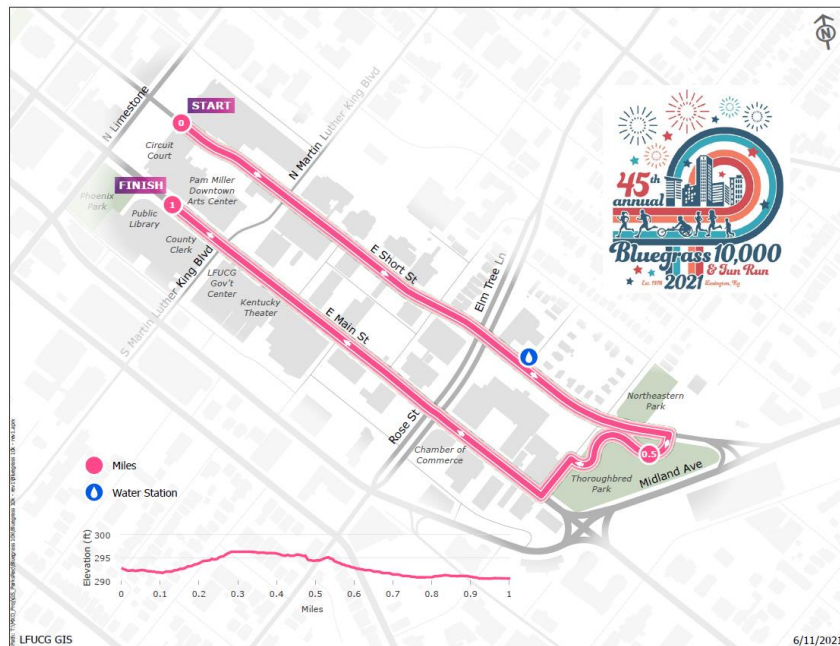 N
START
0
N Limestone
N Martin Luther King Blvd
Circuit
Court
FINISH
Pam Miller
Downtown
Arts Center
Phoenix
Park
1
Public
Library
County
Clerk
LFUCG
Gov't
Center
S Martin Luther King Blvd
Kentucky
Theater
E Short St
E Main St
Elm Tree Ln
Rose St
Chamber of
Commerce
Northeastern
Park
0.5
Thoroughbred
Park
Midland Ave
45th
annual
Bluegrass 10,000
& Fun Run
Est. 1976
2021
Lexington, Ky
Miles
Water Station
Elevation (ft)
300
295
290
0 0.1 0.2 0.3 0.4 0.5 0.6 0.7 0.8 0.9 1
Miles
LFUCG GIS
6/11/2021